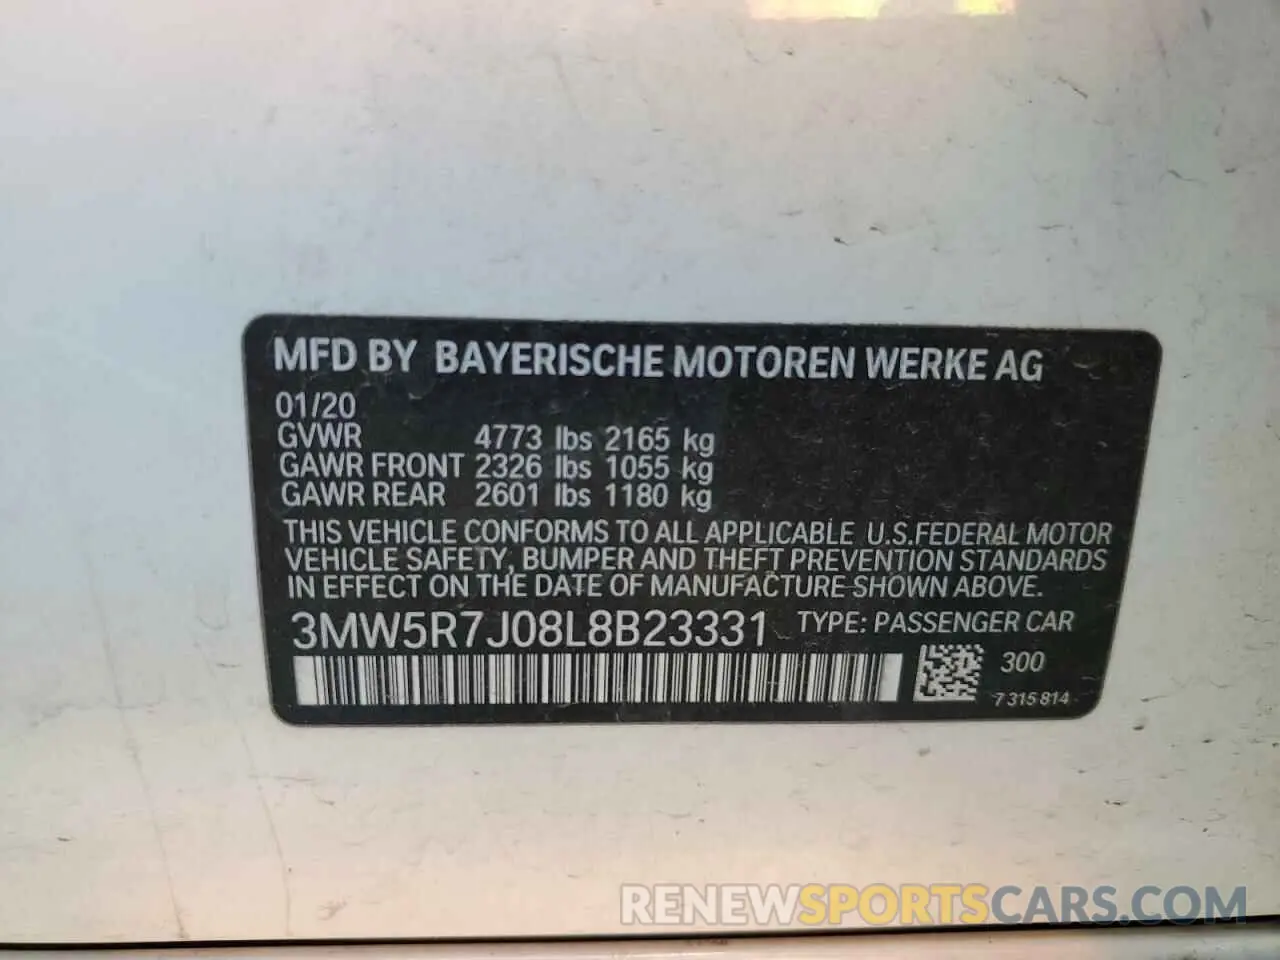 MFD BY BAYERISCHE MOTOREN WERKE AG
01/20
GVWR 4773 lbs 2165 kg
GAWR FRONT 2326 lbs 1055 kg
GAWR REAR 2601 lbs 1180 kg
THIS VEHICLE CONFORMS TO ALL APPLICABLE U.S.FEDERAL MOTOR
VEHICLE SAFETY, BUMPER AND THEFT PREVENTION STANDARDS
IN EFFECT ON THE DATE OF MANUFACTURE SHOWN ABOVE.
3MW5R7J08L8B23331 TYPE: PASSENGER CAR
300
7 315 814
RENEWSPORTSCARS.COM